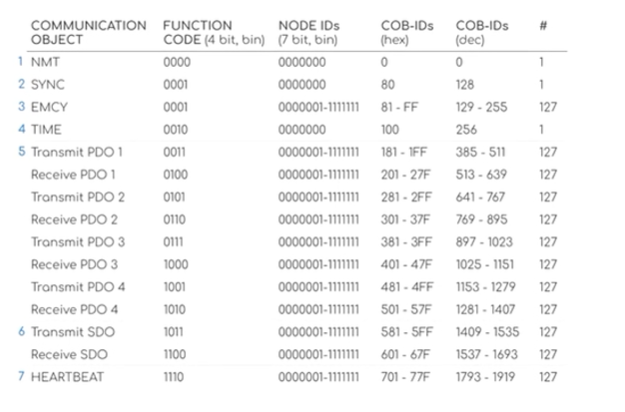 COMMUNICATION OBJECT FUNCTION CODE (4 bit, bin) NODE IDs (7 bit, bin) COB-IDs (hex) COB-IDs (dec) #
1 NMT 0000 0000000 0 0 1
2 SYNC 0001 0000000 80 128 1
3 EMCY 0001 0000001-1111111 81 - FF 129 - 255 127
4 TIME 0010 0000000 100 256 1
5 Transmit PDO 1 0011 0000001-1111111 181 - 1FF 385 - 511 127
Receive PDO 1 0100 0000001-1111111 201 - 27F 513 - 639 127
Transmit PDO 2 0101 0000001-1111111 281 - 2FF 641 - 767 127
Receive PDO 2 0110 0000001-1111111 301 - 37F 769 - 895 127
Transmit PDO 3 0111 0000001-1111111 381 - 3FF 897 - 1023 127
Receive PDO 3 1000 0000001-1111111 401 - 47F 1025 - 1151 127
Transmit PDO 4 1001 0000001-1111111 481 - 4FF 1153 - 1279 127
Receive PDO 4 1010 0000001-1111111 501 - 57F 1281 - 1407 127
6 Transmit SDO 1011 0000001-1111111 581 - 5FF 1409 - 1535 127
Receive SDO 1100 0000001-1111111 601 - 67F 1537 - 1693 127
7 HEARTBEAT 1110 0000001-1111111 701 - 77F 1793 - 1919 127